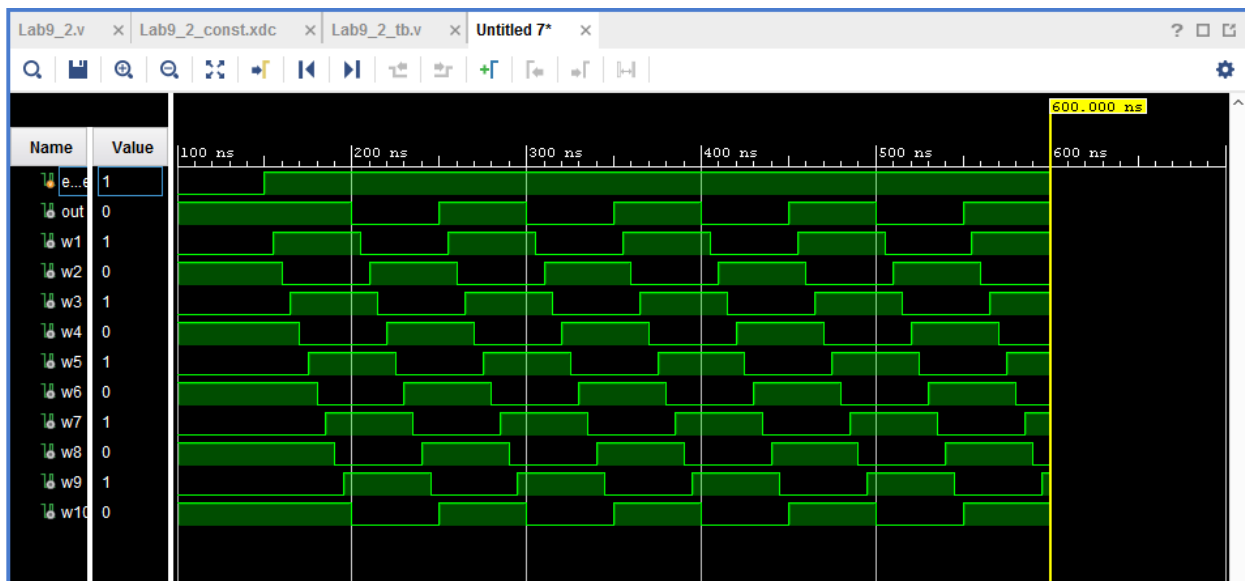 Lab9_2.v × Lab9_2_const.xdc × Lab9_2_tb.v × Untitled 7* ×
600.000 ns
Name Value 100 ns 200 ns 300 ns 400 ns 500 ns 600 ns
e...e 1
out 0
w1 1
w2 0
w3 1
w4 0
w5 1
w6 0
w7 1
w8 0
w9 1
w10 0